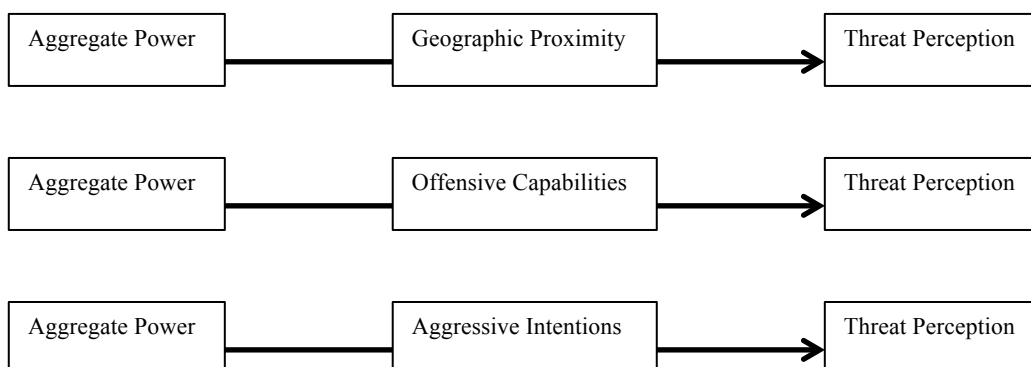 Aggregate Power Geographic Proximity Threat Perception
Aggregate Power Offensive Capabilities Threat Perception
Aggregate Power Aggressive Intentions Threat Perception